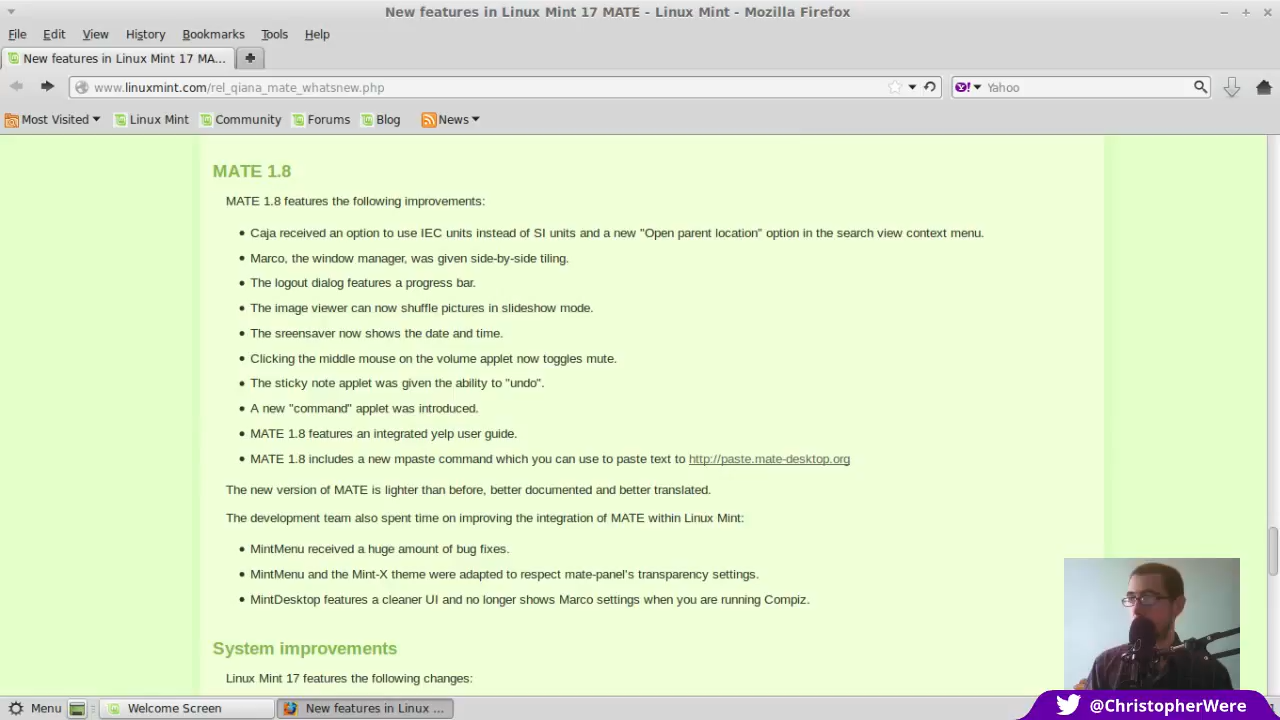 New features in Linux Mint 17 MATE - Linux Mint - Mozilla Firefox
File Edit View History Bookmarks Tools Help
New features in Linux Mint 17 MA...
www.linuxmint.com/rel_qiana_mate_whatsnew.php
Yahoo
Most Visited Linux Mint Community Forums Blog News
MATE 1.8
MATE 1.8 features the following improvements:
Caja received an option to use IEC units instead of SI units and a new "Open parent location" option in the search view context menu.
Marco, the window manager, was given side-by-side tiling.
The logout dialog features a progress bar.
The image viewer can now shuffle pictures in slideshow mode.
The sreensaver now shows the date and time.
Clicking the middle mouse on the volume applet now toggles mute.
The sticky note applet was given the ability to "undo".
A new "command" applet was introduced.
MATE 1.8 features an integrated yelp user guide.
MATE 1.8 includes a new mpaste command which you can use to paste text to http://paste.mate-desktop.org
The new version of MATE is lighter than before, better documented and better translated.
The development team also spent time on improving the integration of MATE within Linux Mint:
MintMenu received a huge amount of bug fixes.
MintMenu and the Mint-X theme were adapted to respect mate-panel's transparency settings.
MintDesktop features a cleaner UI and no longer shows Marco settings when you are running Compiz.
System improvements
Linux Mint 17 features the following changes:
Menu Welcome Screen New features in Linux ...
@ChristopherWere